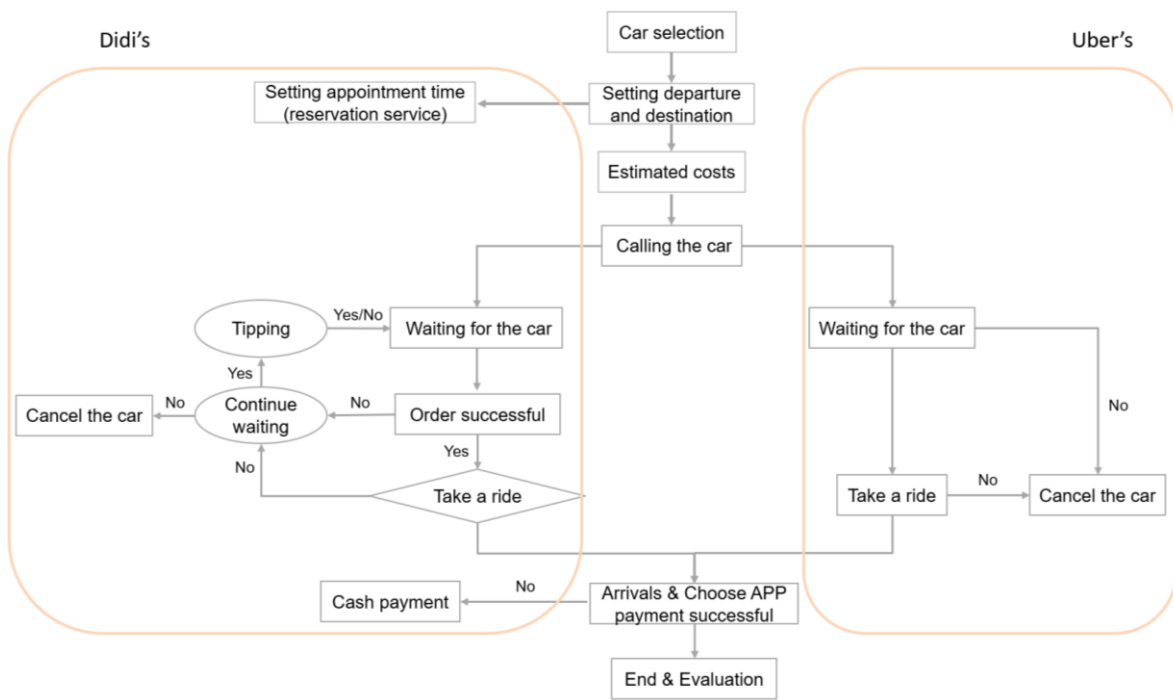 Didi's
Uber's
Car selection
Setting appointment time
(reservation service)
Setting departure
and destination
Estimated costs
Calling the car
Tipping
Yes/No
Waiting for the car
Waiting for the car
Yes
Cancel the car
No
Continue
waiting
No
Order successful
No
Yes
No
Take a ride
Take a ride
No
Cancel the car
Cash payment
No
Arrivals & Choose APP
payment successful
End & Evaluation